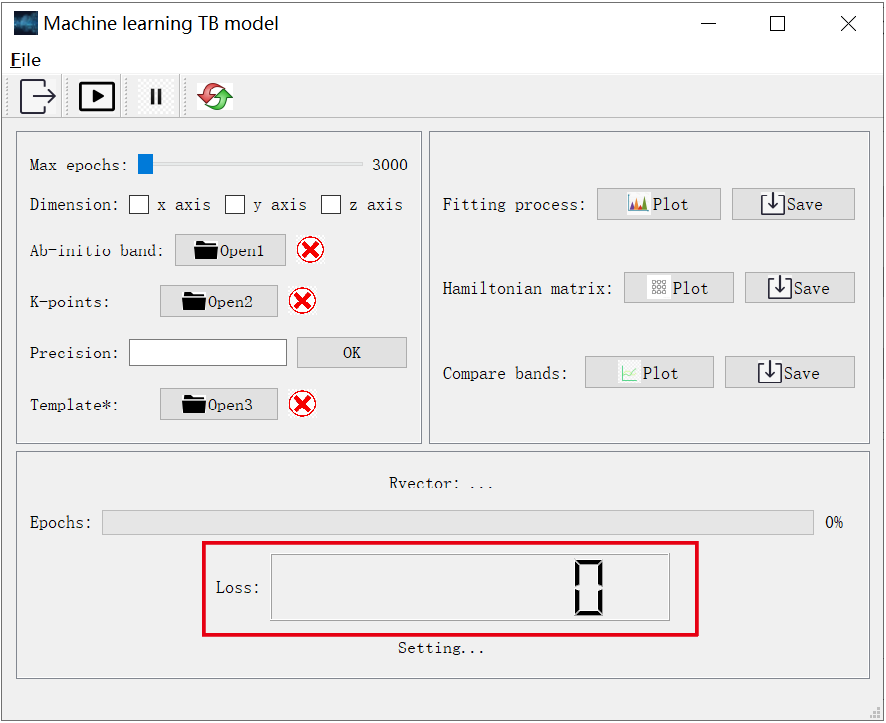 Machine learning TB model
File
Max epochs: 3000
Dimension: x axis y axis z axis
Ab-initio band: Open1
K-points: Open2
Precision: OK
Template*: Open3
Fitting process: Plot Save
Hamiltonian matrix: Plot Save
Compare bands: Plot Save
Rvector: ...
Epochs: 0%
Loss: 0
Setting...